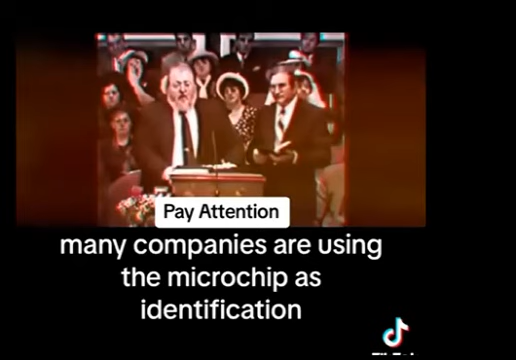 Pay Attention
many companies are using
the microchip as
identification